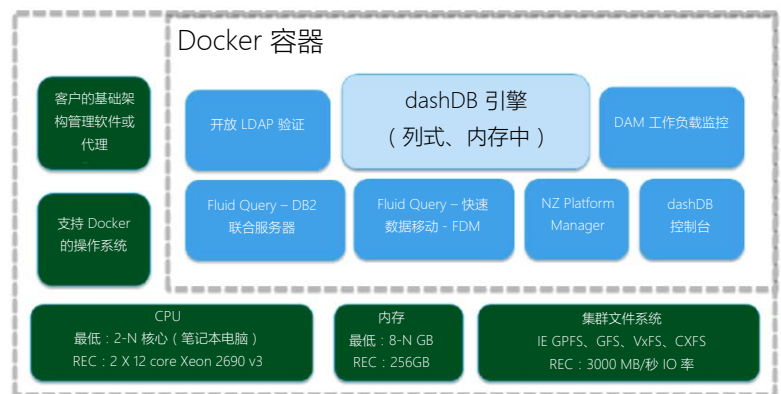 Docker 容器
客户的基础架
构管理软件或
代理
开放 LDAP 验证
dashDB 引擎
（列式、内存中）
DAM 工作负载监控
支持 Docker
的操作系统
Fluid Query – DB2
联合服务器
Fluid Query – 快速
数据移动 - FDM
NZ Platform
Manager
dashDB
控制台
CPU
最低：2-N 核心（笔记本电脑）
REC：2 X 12 core Xeon 2690 v3
内存
最低：8-N GB
REC：256GB
集群文件系统
IE GPFS、GFS、VxFS、CXFS
REC：3000 MB/秒 IO 率